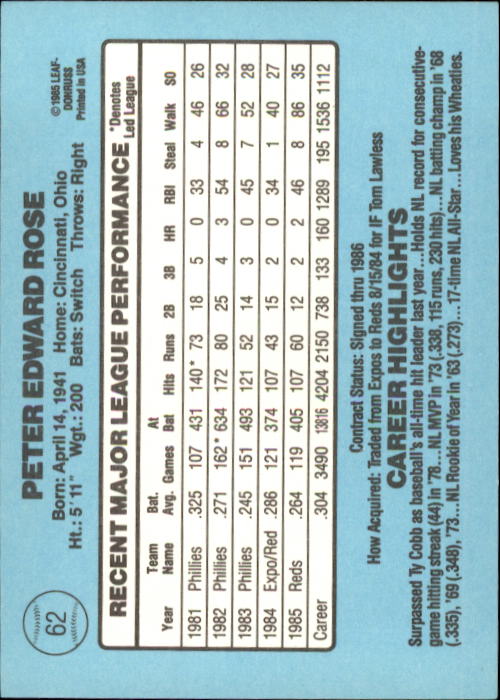 62
PETER EDWARD ROSE
©1985 LEAF-
DONRUSS
Printed in USA
Born: April 14, 1941 Home: Cincinnati, Ohio
Ht.: 5'11" Wgt.: 200 Bats: Switch Throws: Right
RECENT MAJOR LEAGUE PERFORMANCE
*Denotes
Led League
Team Bat. At
Year Name Avg. Games Bat Hits Runs 2B 3B HR RBI Steal Walk SO
1981 Phillies .325 107 431 140* 73 18 5 0 33 4 46 26
1982 Phillies .271 162* 634 172 80 25 4 3 54 8 66 32
1983 Phillies .245 151 493 121 52 14 3 0 45 7 52 28
1984 Expo/Red .286 121 374 107 43 15 2 0 34 1 40 27
1985 Reds .264 119 405 107 60 12 2 2 46 8 86 35
Career .304 3490 13816 4204 2150 738 133 160 1289 195 1536 1112
Contract Status: Signed thru 1986
How Acquired: Traded from Expos to Reds 8/15/84 for IF Tom Lawless
CAREER HIGHLIGHTS
Surpassed Ty Cobb as baseball's all-time hit leader last year...Holds NL record for consecutive-
game hitting streak (44) in '78...NL MVP in '73 (.338, 115 runs, 230 hits)...NL batting champ in '68
(.335), '69 (.348), '73...NL Rookie of Year in '63 (.273)...17-time NL All-Star...Loves his Wheaties.